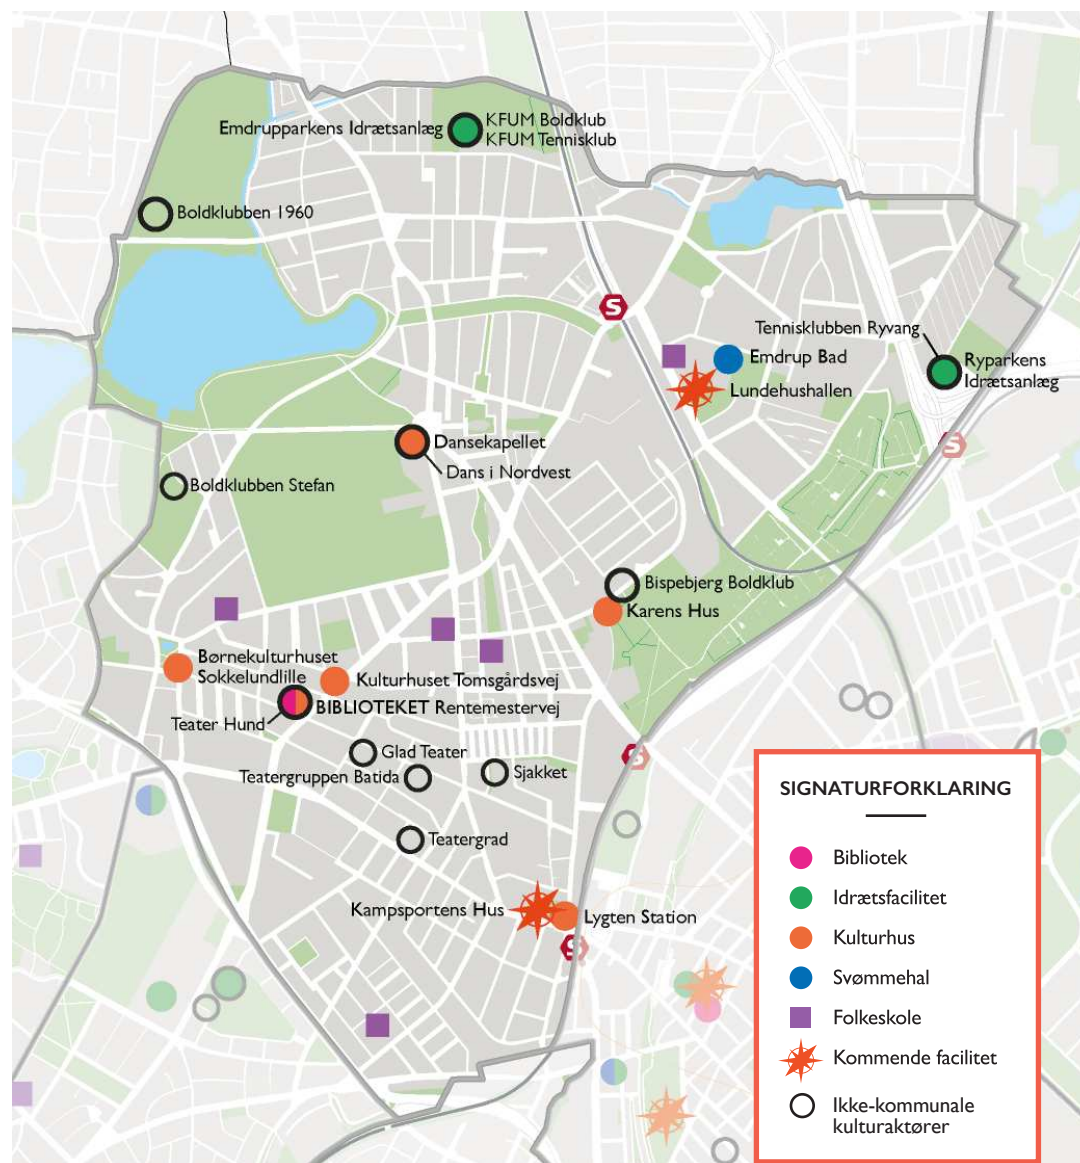 Emdrupparkens Idrætsanlæg
KFUM Boldklub
KFUM Tennisklub
Boldklubben 1960
S
Tennisklubben Ryvang
Emdrup Bad
Ryparkens
Idrætsanlæg
Lundehushallen
Dansekapellet
S
Dans i Nordvest
Boldklubben Stefan
Bispebjerg Boldklub
Karens Hus
Børnekulturhuset
Sokkelundlille
Kulturhuset Tomsgårdsvej
BIBLIOTEKET Rentemestervej
Teater Hund
Glad Teater
S
Teatergruppen Batida
Sjakket
Teatergrad
Kampsportens Hus
Lygten Station
S
SIGNATURFORKLARING
Bibliotek
Idrætsfacilitet
Kulturhus
Svømmehal
Folkeskole
Kommende facilitet
Ikke-kommunale
kulturaktører